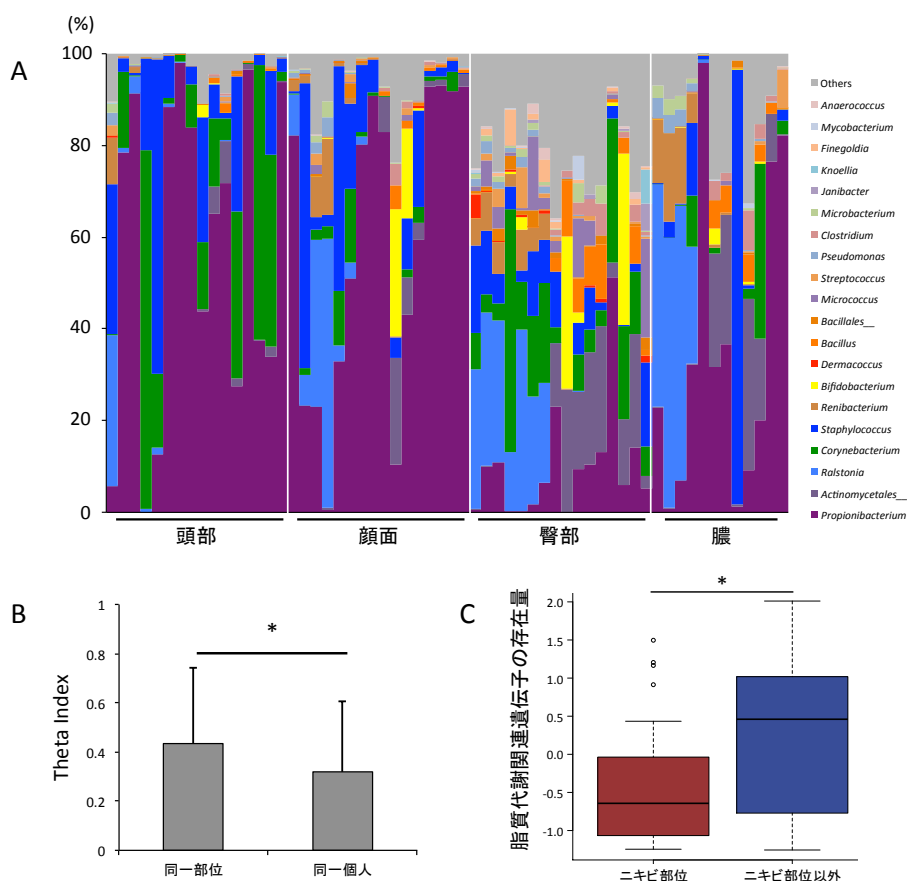 (%)
A
100
80
60
40
20
0
頭部
顔面
臀部
膿
Others
Anaerococcus
Mycobacterium
Finegoldia
Knoellia
Janibacter
Microbacterium
Clostridium
Pseudomonas
Streptococcus
Micrococcus
Bacillales__
Bacillus
Dermacoccus
Bifidobacterium
Renibacterium
Staphylococcus
Corynebacterium
Ralstonia
Actinomycetales__
Propionibacterium
B
Theta Index
1
0.8
0.6
0.4
0.2
0
*
同一部位
同一個人
C
脂質代謝関連遺伝子の存在量
2.0
1.5
1.0
0.5
0.0
-0.5
-1.0
*
ニキビ部位
ニキビ部位以外